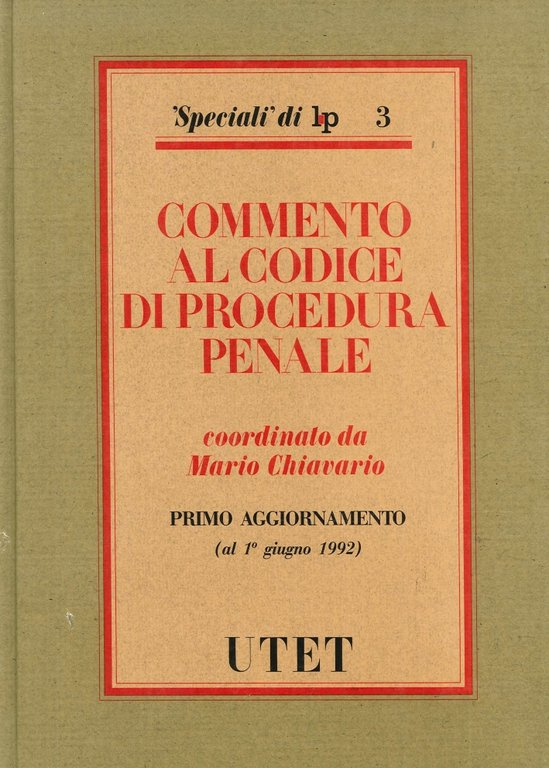 'Speciali' di lp 3
COMMENTO
AL CODICE
DI PROCEDURA
PENALE
coordinato da
Mario Chiavario
PRIMO AGGIORNAMENTO
(al 1º giugno 1992)
UTET